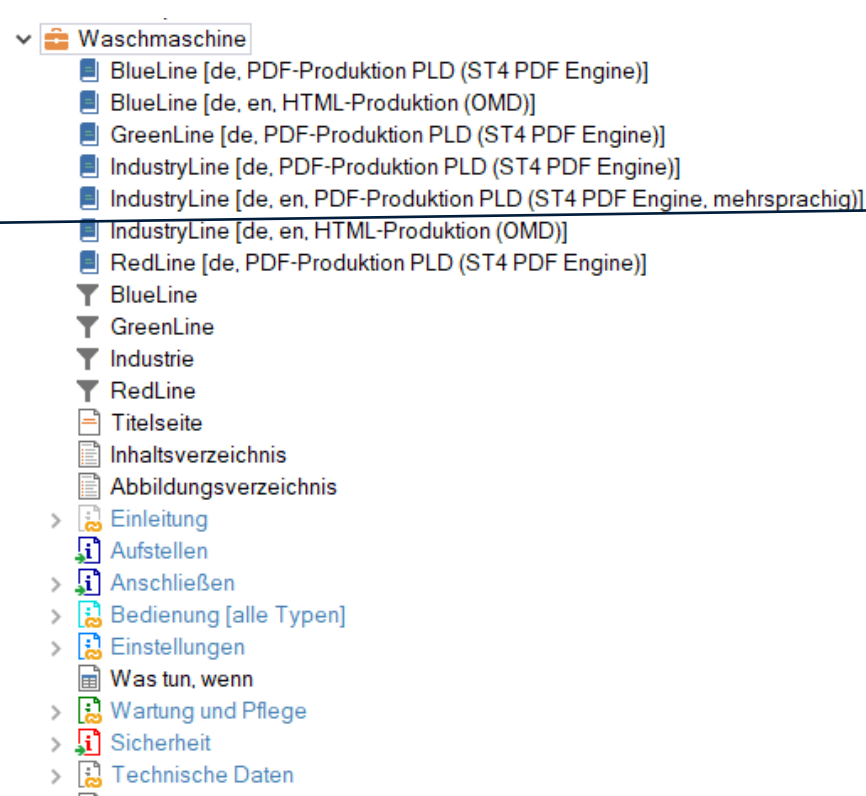 Waschmaschine
BlueLine [de, PDF-Produktion PLD (ST4 PDF Engine)]
BlueLine [de, en, HTML-Produktion (OMD)]
GreenLine [de, PDF-Produktion PLD (ST4 PDF Engine)]
IndustryLine [de, PDF-Produktion PLD (ST4 PDF Engine)]
IndustryLine [de, en, PDF-Produktion PLD (ST4 PDF Engine, mehrsprachig)]
IndustryLine [de, en, HTML-Produktion (OMD)]
RedLine [de, PDF-Produktion PLD (ST4 PDF Engine)]
BlueLine
GreenLine
Industrie
RedLine
Titelseite
Inhaltsverzeichnis
Abbildungsverzeichnis
Einleitung
Aufstellen
Anschließen
Bedienung [alle Typen]
Einstellungen
Was tun, wenn
Wartung und Pflege
Sicherheit
Technische Daten